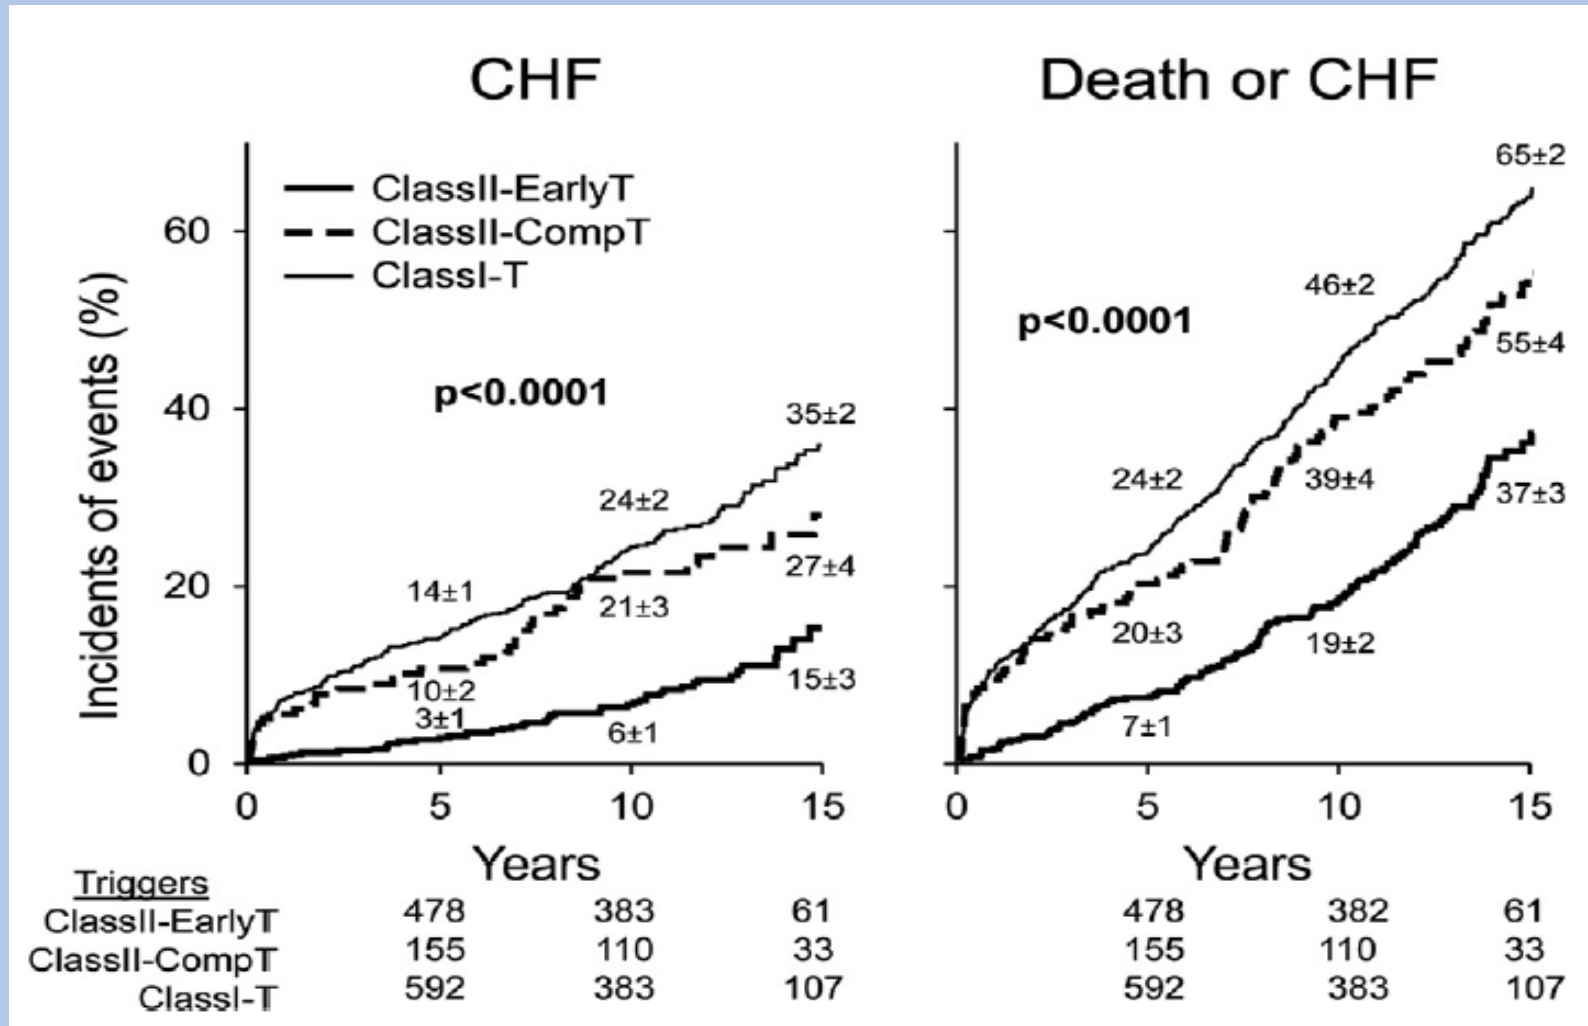 CHF
Death or CHF
Incidents of events (%)
60
40
20
0
ClassII-EarlyT
ClassII-CompT
ClassI-T
p<0.0001
35±2
24±2
14±1
27±4
21±3
10±2
3±1
6±1
15±3
0 5 10 15
Years
65±2
46±2
p<0.0001
55±4
24±2
39±4
37±3
20±3
19±2
7±1
0 5 10 15
Years
Triggers
ClassII-EarlyT 478 383 61 478 382 61
ClassII-CompT 155 110 33 155 110 33
ClassI-T 592 383 107 592 383 107